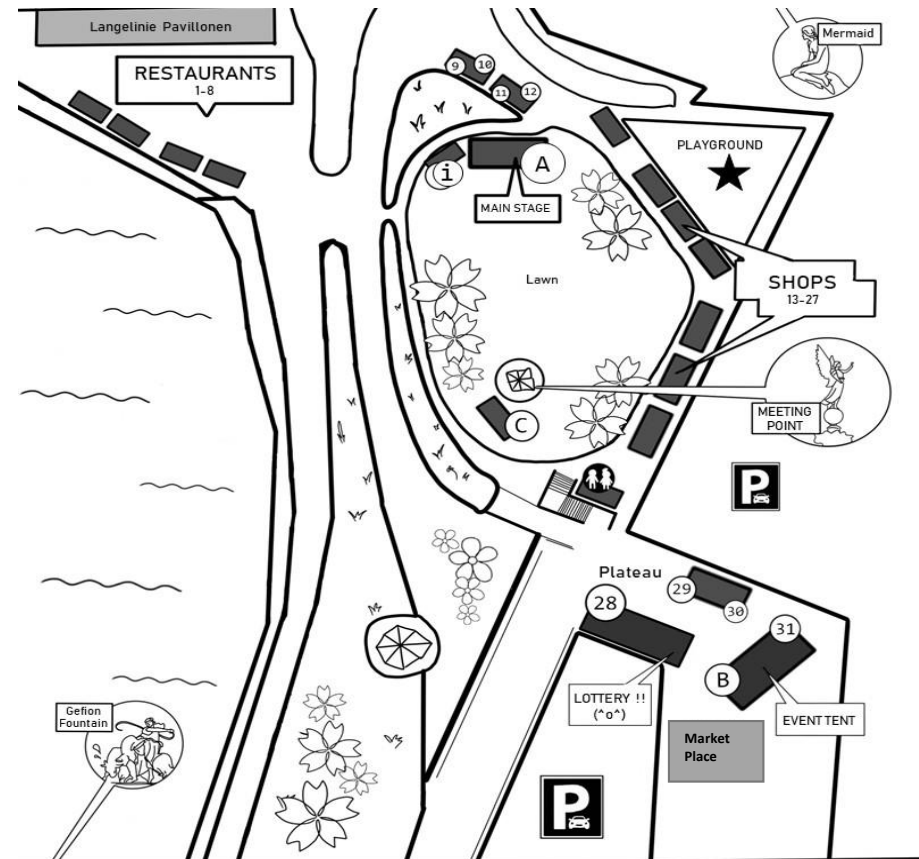 Langelinie Pavillonen
RESTAURANTS
1-8
9
10
11
12
Mermaid
PLAYGROUND
i
A
MAIN STAGE
Lawn
SHOPS
13-27
MEETING
POINT
C
P
Plateau
28
29
30
31
B
LOTTERY !!
(^o^)
EVENT TENT
Market
Place
Gefion
Fountain
P